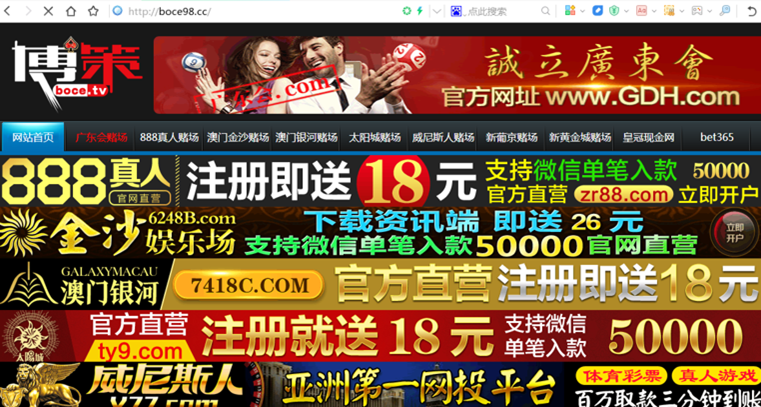 http://boce98.cc/
点此搜索
博策
boce.tv
誠立廣東會
官方网址 www.GDH.com
网站首页 广东会赌场 888真人赌场 澳门金沙赌场 澳门银河赌场 太阳城赌场 威尼斯人赌场 新葡京赌场 新黄金城赌场 皇冠现金网 bet365
888真人
官网直营
注册即送18元
支持微信单笔入款 50000
官方直营 zr88.com 立即开户
金沙 6248B.com
娱乐场
下载资讯端 即送 26 元
支持微信单笔入款50000官网直营
立即
开户
GALAXYMACAU
澳门银河
7418C.COM
官方直营 注册即送18元
太陽城
官方直营
ty9.com
注册就送 18 元
支持微信
单笔入款
50000
威尼斯人
亚洲第一网投平台
体育彩票 真人游戏
百万取款三分钟到账